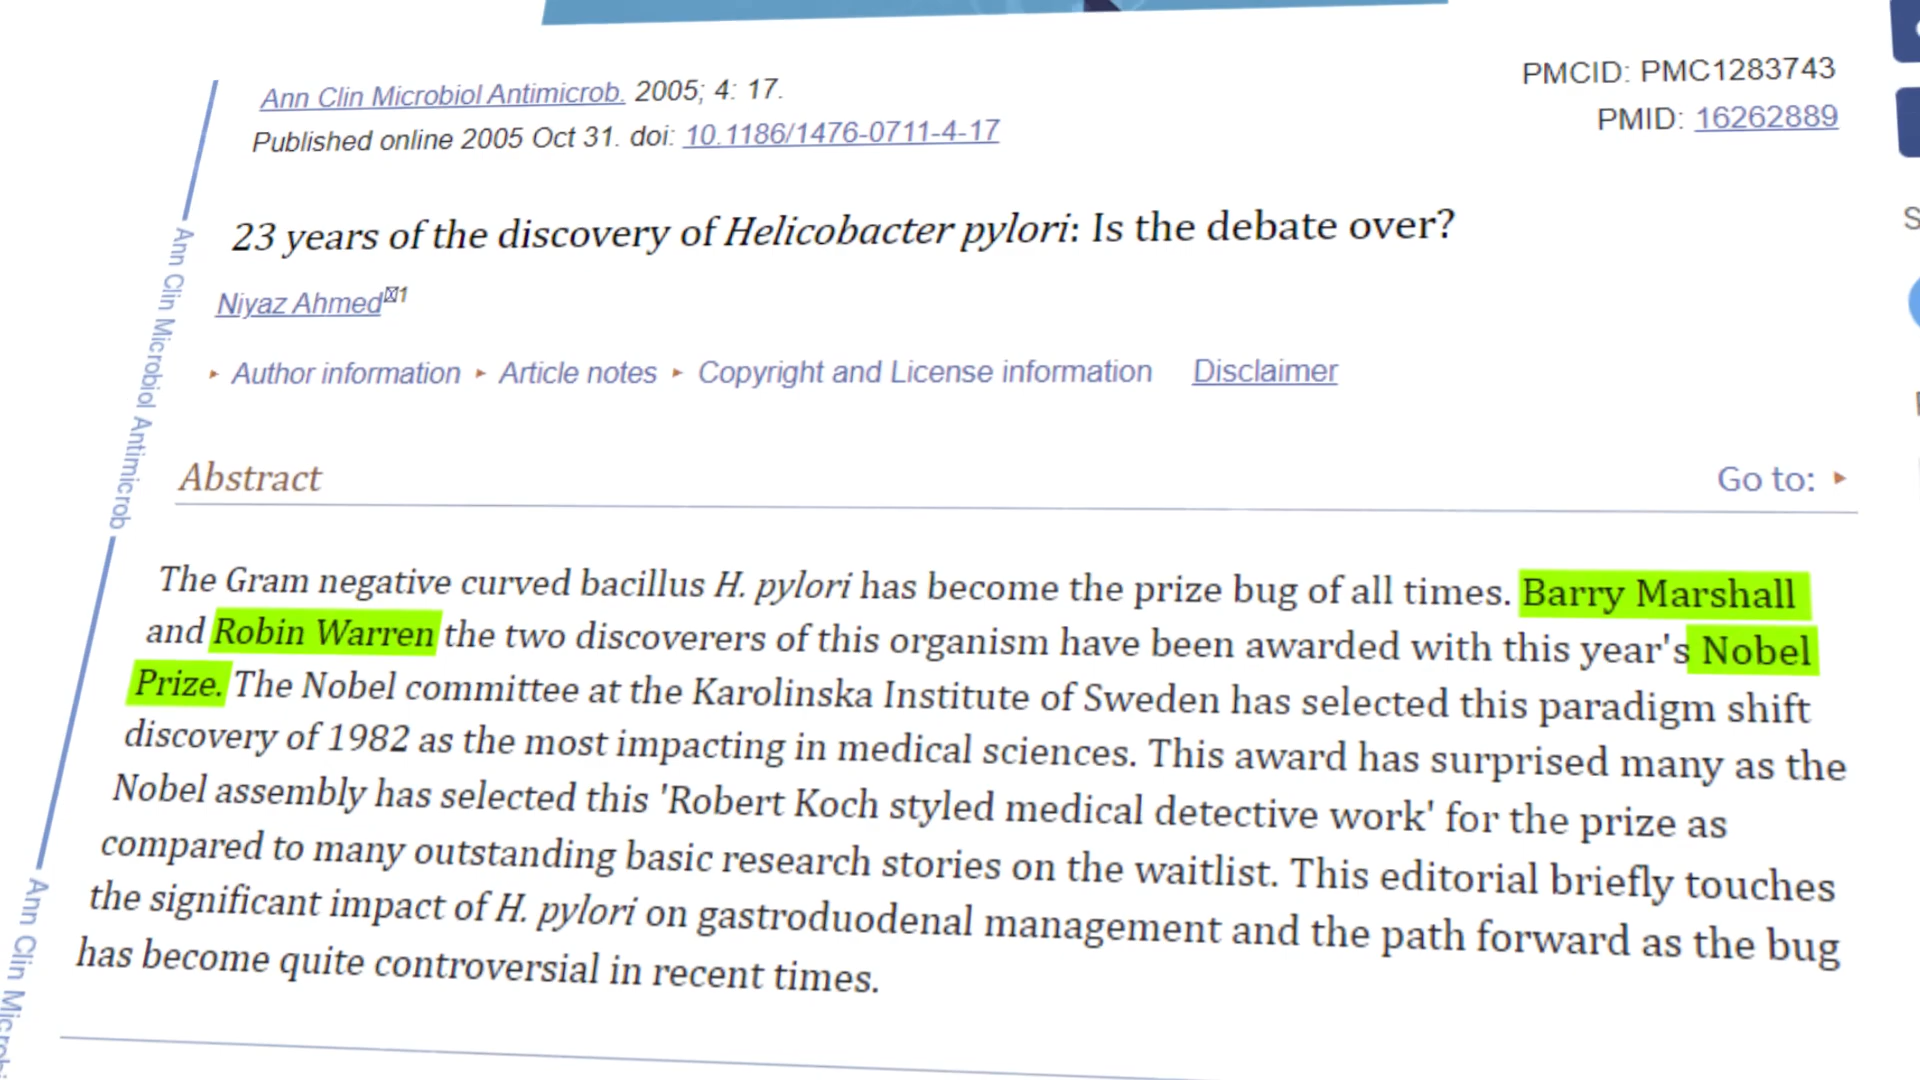 Ann Clin Microbiol Antimicrob. 2005; 4: 17.
Published online 2005 Oct 31. doi: 10.1186/1476-0711-4-17
PMCID: PMC1283743
PMID: 16262889
23 years of the discovery of Helicobacter pylori: Is the debate over?
Niyaz Ahmed 1
Author information Article notes Copyright and License information Disclaimer
Abstract
Go to:
The Gram negative curved bacillus H. pylori has become the prize bug of all times. Barry Marshall
and Robin Warren the two discoverers of this organism have been awarded with this year's Nobel
Prize. The Nobel committee at the Karolinska Institute of Sweden has selected this paradigm shift
discovery of 1982 as the most impacting in medical sciences. This award has surprised many as the
Nobel assembly has selected this 'Robert Koch styled medical detective work' for the prize as
compared to many outstanding basic research stories on the waitlist. This editorial briefly touches
the significant impact of H. pylori on gastroduodenal management and the path forward as the bug
has become quite controversial in recent times.
Ann Clin Microbiol Antimicrob
Ann Clin Microbi